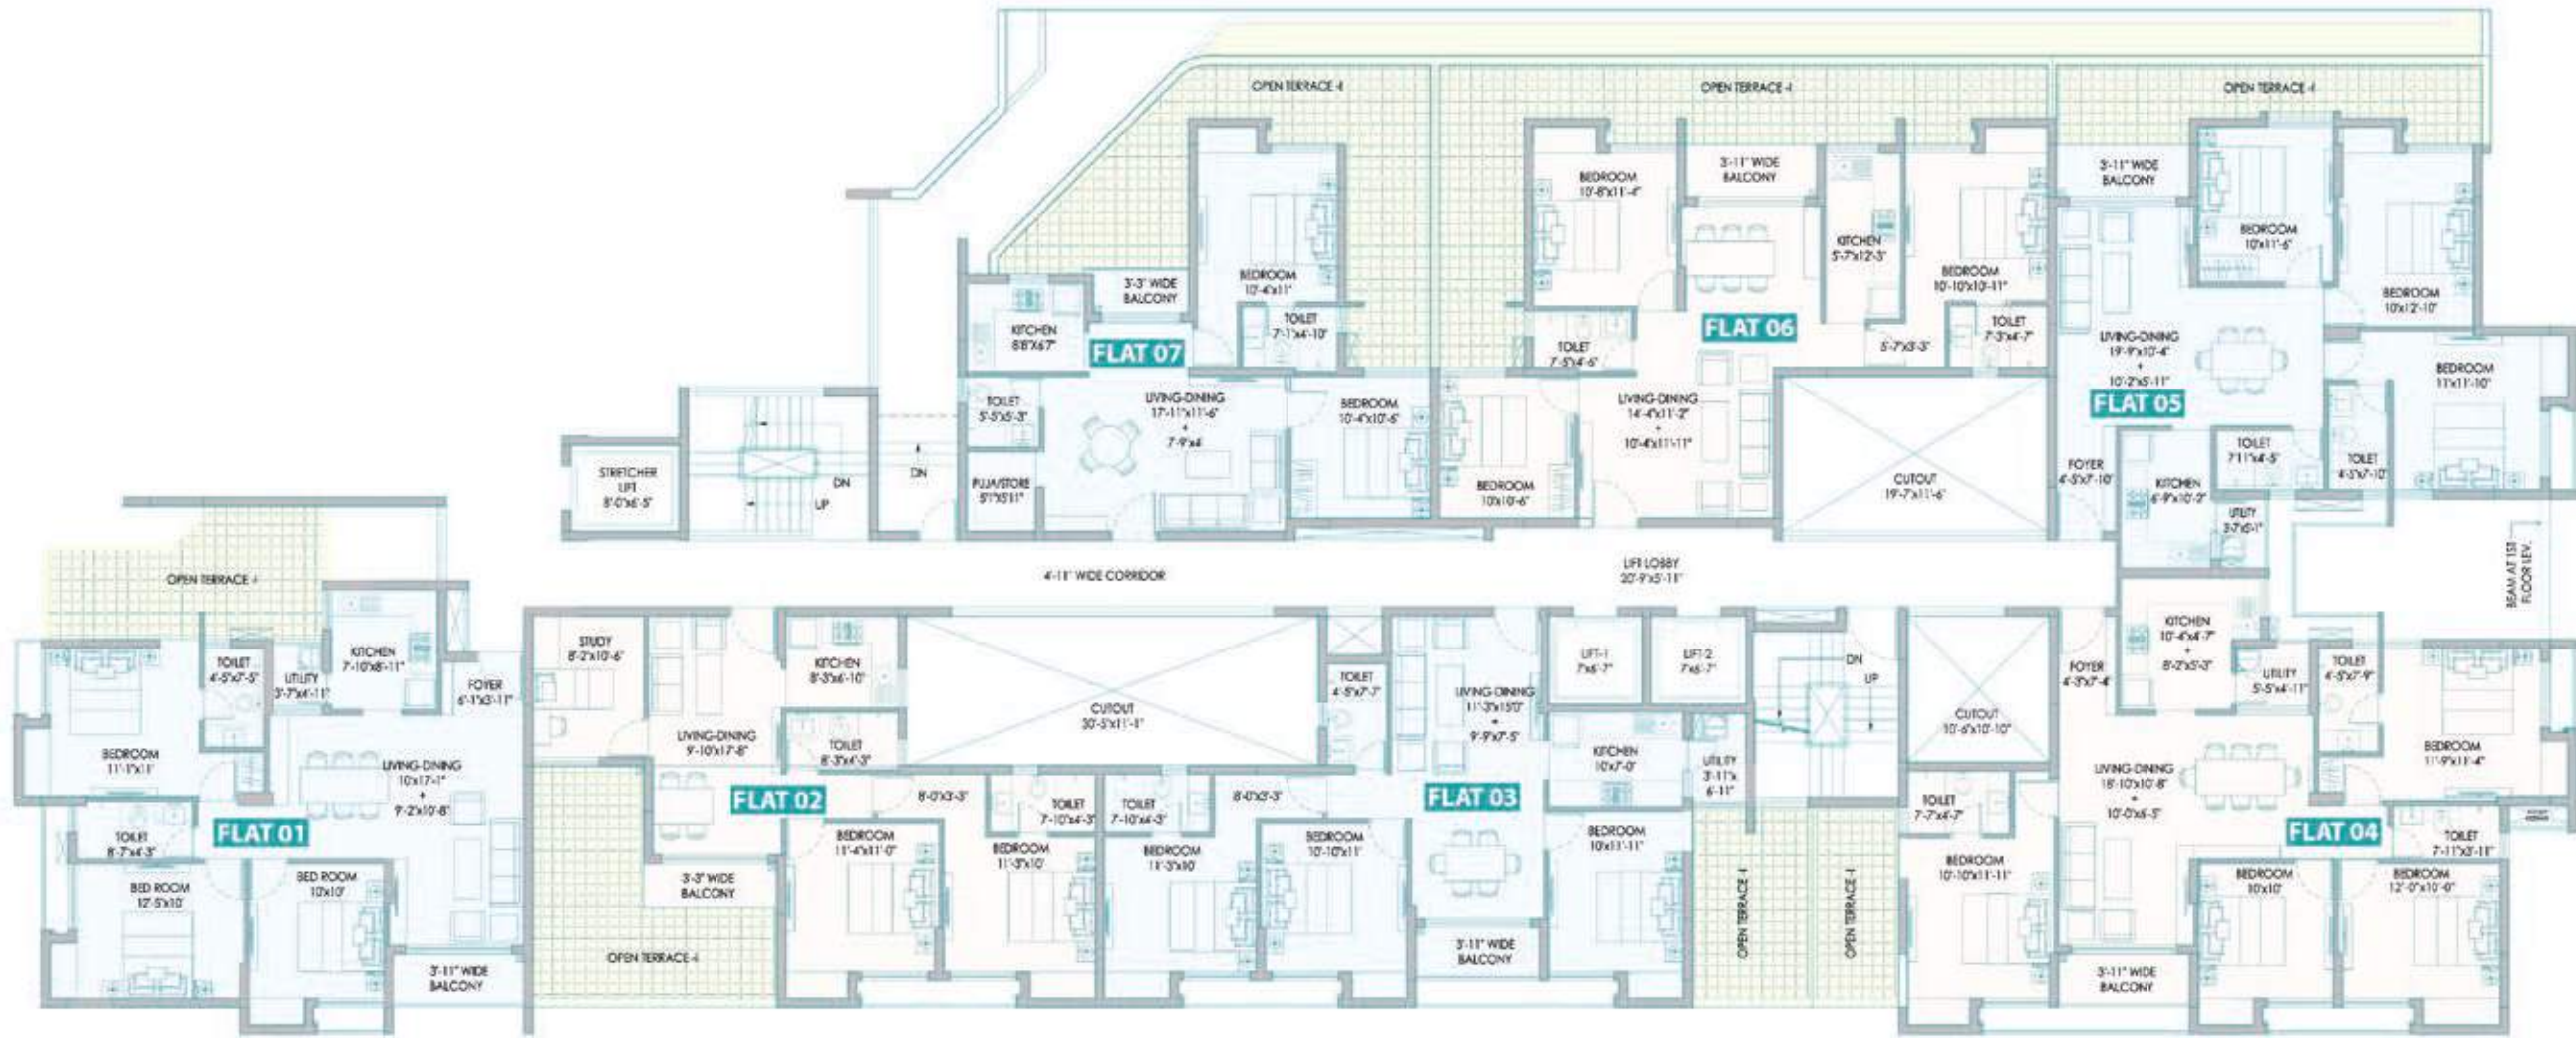 OPEN TERRACE
OPEN TERRACE
OPEN TERRACE
BEDROOM
10'-4"x11'
3'-3" WIDE
BALCONY
KITCHEN
8'8"X6'7"
TOILET
7'-1"x4'-10"
FLAT 07
TOILET
5'-5"x5'-3"
LIVING-DINING
17'-11"x11'-6"
+
7'-9"x4'
BEDROOM
10'-4"x10'-6"
PUJA/STORE
5'1"X5'11"
STRETCHER
LIFT
8'-0"x6'-5"
DN
UP
DN
BEDROOM
10'-8"x11'-4"
3'-11" WIDE
BALCONY
KITCHEN
5'-7"x12'-3"
BEDROOM
10'-10"x10'-11"
FLAT 06
TOILET
7'-5"x4'-6"
5'-7"x3'-3"
TOILET
7'-3"x4'-7"
LIVING-DINING
14'-4"x11'-2"
+
10'-4"x11'-11"
BEDROOM
10'x10'-6"
CUTOUT
19'-7"x11'-6"
3'-11" WIDE
BALCONY
BEDROOM
10'x11'-6"
BEDROOM
10'x12'-10"
LIVING-DINING
19'-9"x10'-4"
+
10'-2"x5'-11"
FLAT 05
BEDROOM
11'x11'-10"
FOYER
4'-5"x7'-10"
KITCHEN
6'-9"x10'-2"
TOILET
7'11"x4'-5"
TOILET
4'-5"x7'-10"
UTILITY
3'-7"x5'-1"
BEAM AT 1ST
FLOOR LEV.
4'-11" WIDE CORRIDOR
LIFT LOBBY
20'-9"x5'-11"
OPEN TERRACE
KITCHEN
7'-10"x8'-11"
TOILET
4'-5"x7'-5"
UTILITY
3'-7"x4'-11"
FOYER
6'-1"x3'-11"
BEDROOM
11'-1"x11'
LIVING-DINING
10'x17'-1"
+
9'-2"x10'-8"
TOILET
8'-7"x4'-3"
FLAT 01
BED ROOM
12'-5"x10'
BED ROOM
10'x10'
3'-11" WIDE
BALCONY
STUDY
8'-2"x10'-6"
KITCHEN
8'-3"x6'-10"
LIVING-DINING
9'-10"x17'-8"
TOILET
8'-3"x4'-3"
FLAT 02
3'-3" WIDE
BALCONY
OPEN TERRACE
BEDROOM
11'-4"x11'-0"
8'-0"x3'-3"
TOILET
7'-10"x4'-3"
BEDROOM
11'-3"x10'
CUTOUT
30'-5"x11'-1"
TOILET
7'-10"x4'-3"
8'-0"x3'-3"
BEDROOM
11'-3"x10'
BEDROOM
10'-10"x11'
TOILET
4'-5"x7'-7"
LIVING-DINING
11'-3"x15'0"
+
9'-9"x7'-5"
FLAT 03
KITCHEN
10'x7'-0"
UTILITY
3'-11"x
6'-11"
BEDROOM
10'x11'-11"
3'-11" WIDE
BALCONY
LIFT-1
7'x6'-7"
LIFT-2
7'x6'-7"
DN
UP
OPEN TERRACE
OPEN TERRACE
CUTOUT
10'-6"x10'-10"
FOYER
4'-3"x7'-4"
KITCHEN
10'-4"x4'-7"
+
8'-2"x5'-3"
UTILITY
5'-5"x4'-11"
TOILET
4'-5"x7'-9"
BEDROOM
11'-9"x11'-4"
LIVING-DINING
18'-10"x10'-8"
+
10'-0"x6'-5"
FLAT 04
TOILET
7'-7"x4'-7"
TOILET
7'-11"x3'-11"
BEDROOM
10'-10"x11'-11"
BEDROOM
10'x10'
BEDROOM
12'-0"x10'-0"
3'-11" WIDE
BALCONY